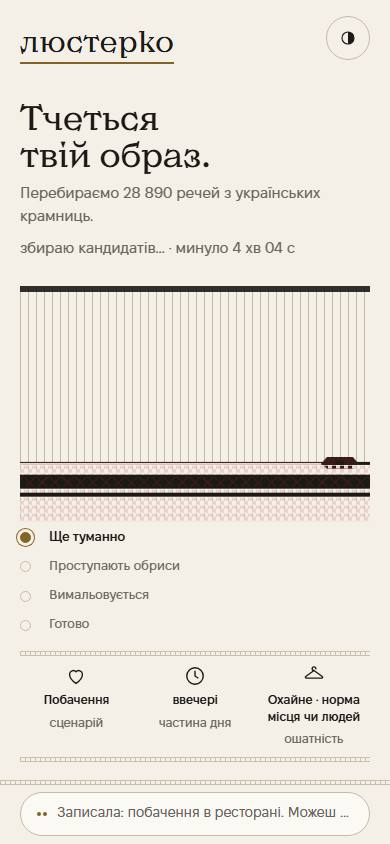 люстерко
Тчеться
твій образ.
Перебираємо 28 890 речей з українських
крамниць.
збираю кандидатів... · минуло 4 хв 04 с
Ще туманно
Проступають обриси
Вимальовується
Готово
Побачення
сценарій
ввечері
частина дня
Охайне · норма
місця чи людей
ошатність
Записала: побачення в ресторані. Можеш ...